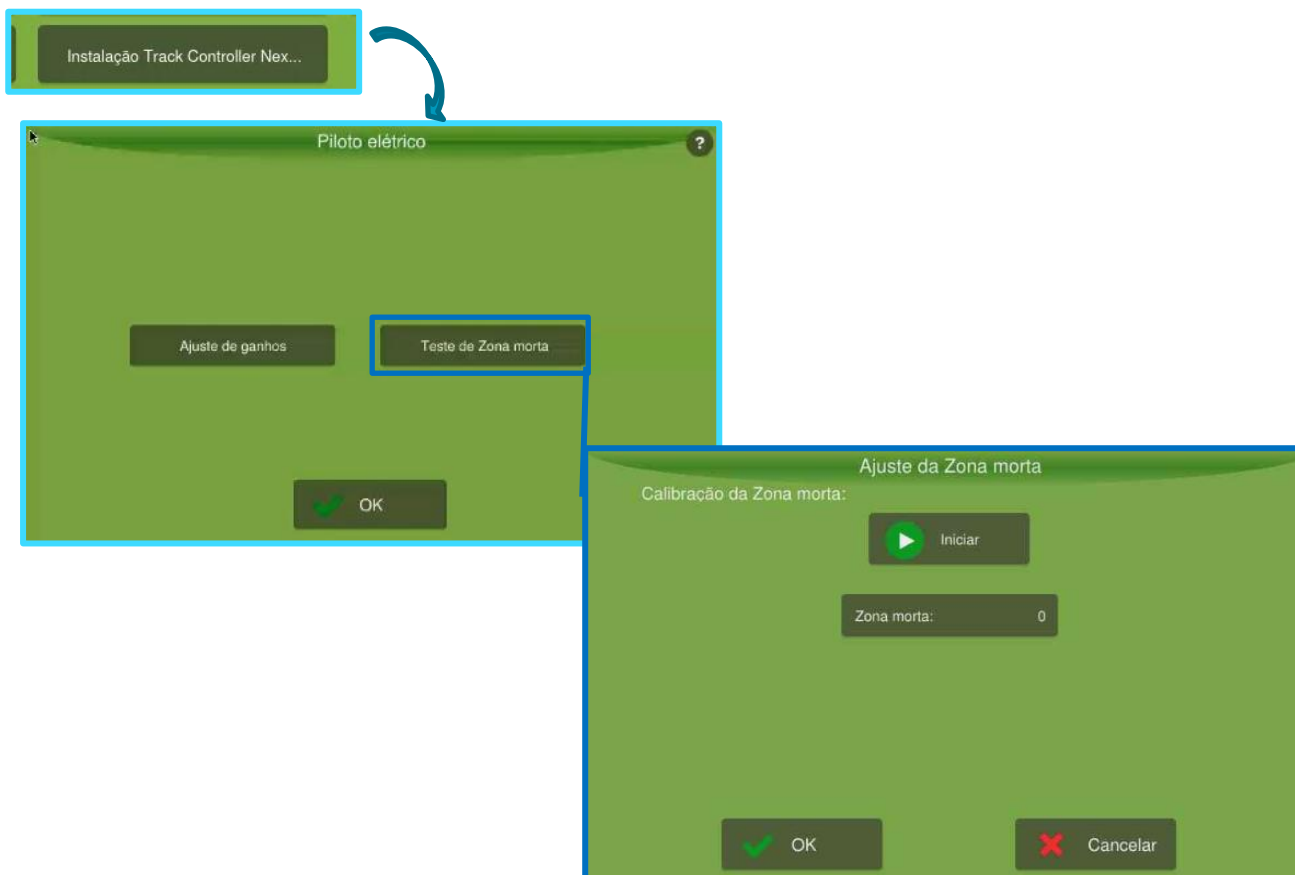 Instalação Track Controller Nex...
Piloto elétrico
?
Ajuste de ganhos
Teste de Zona morta
OK
Ajuste da Zona morta
Calibração da Zona morta:
Iniciar
Zona morta: 0
OK
Cancelar